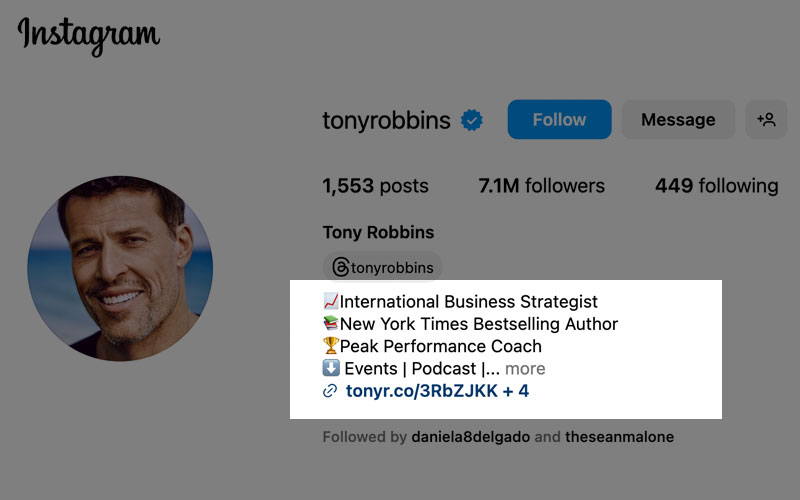 Instagram
tonyrobbins Follow Message
1,553 posts 7.1M followers 449 following
Tony Robbins
tonyrobbins
📈International Business Strategist
📚New York Times Bestselling Author
🏆Peak Performance Coach
⬇️ Events | Podcast |... more
tonyr.co/3RbZJKK + 4
Followed by daniela8delgado and theseanmalone